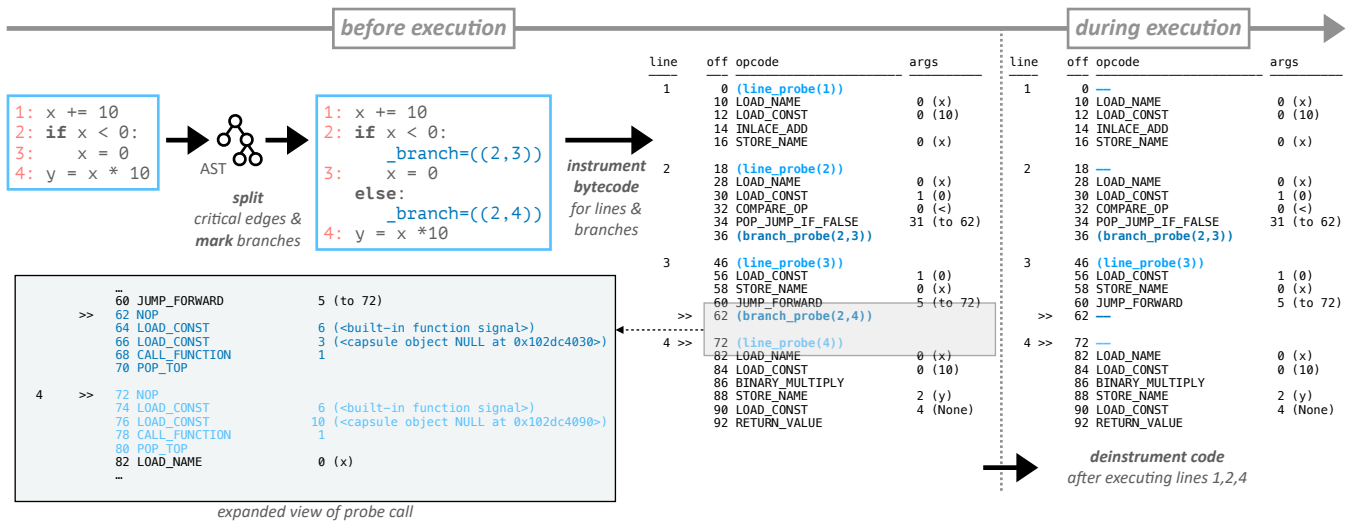 before execution
during execution
1: x += 10
2: if x < 0:
3:    x = 0
4: y = x * 10
AST
split
critical edges &
mark branches
1: x += 10
2: if x < 0:
      _branch=((2,3))
3:    x = 0
   else:
      _branch=((2,4))
4: y = x *10
instrument
bytecode
for lines &
branches
line off opcode args
1 0 (line_probe(1))
10 LOAD_NAME 0 (x)
12 LOAD_CONST 0 (10)
14 INLACE_ADD
16 STORE_NAME 0 (x)
2 18 (line_probe(2))
28 LOAD_NAME 0 (x)
30 LOAD_CONST 1 (0)
32 COMPARE_OP 0 (<)
34 POP_JUMP_IF_FALSE 31 (to 62)
36 (branch_probe(2,3))
3 46 (line_probe(3))
56 LOAD_CONST 1 (0)
58 STORE_NAME 0 (x)
60 JUMP_FORWARD 5 (to 72)
>> 62 (branch_probe(2,4))
4 >> 72 (line_probe(4))
82 LOAD_NAME 0 (x)
84 LOAD_CONST 0 (10)
86 BINARY_MULTIPLY
88 STORE_NAME 2 (y)
90 LOAD_CONST 4 (None)
92 RETURN_VALUE
line off opcode args
1 0 ——
10 LOAD_NAME 0 (x)
12 LOAD_CONST 0 (10)
14 INLACE_ADD
16 STORE_NAME 0 (x)
2 18 ——
28 LOAD_NAME 0 (x)
30 LOAD_CONST 1 (0)
32 COMPARE_OP 0 (<)
34 POP_JUMP_IF_FALSE 31 (to 62)
36 (branch_probe(2,3))
3 46 (line_probe(3))
56 LOAD_CONST 1 (0)
58 STORE_NAME 0 (x)
60 JUMP_FORWARD 5 (to 72)
>> 62 ——
4 >> 72 ——
82 LOAD_NAME 0 (x)
84 LOAD_CONST 0 (10)
86 BINARY_MULTIPLY
88 STORE_NAME 2 (y)
90 LOAD_CONST 4 (None)
92 RETURN_VALUE
…
60 JUMP_FORWARD 5 (to 72)
>> 62 NOP
64 LOAD_CONST 6 (<built-in function signal>)
66 LOAD_CONST 3 (<capsule object NULL at 0x102dc4030>)
68 CALL_FUNCTION 1
70 POP_TOP
4 >> 72 NOP
74 LOAD_CONST 6 (<built-in function signal>)
76 LOAD_CONST 10 (<capsule object NULL at 0x102dc4090>)
78 CALL_FUNCTION 1
80 POP_TOP
82 LOAD_NAME 0 (x)
…
expanded view of probe call
deinstrument code
after executing lines 1,2,4